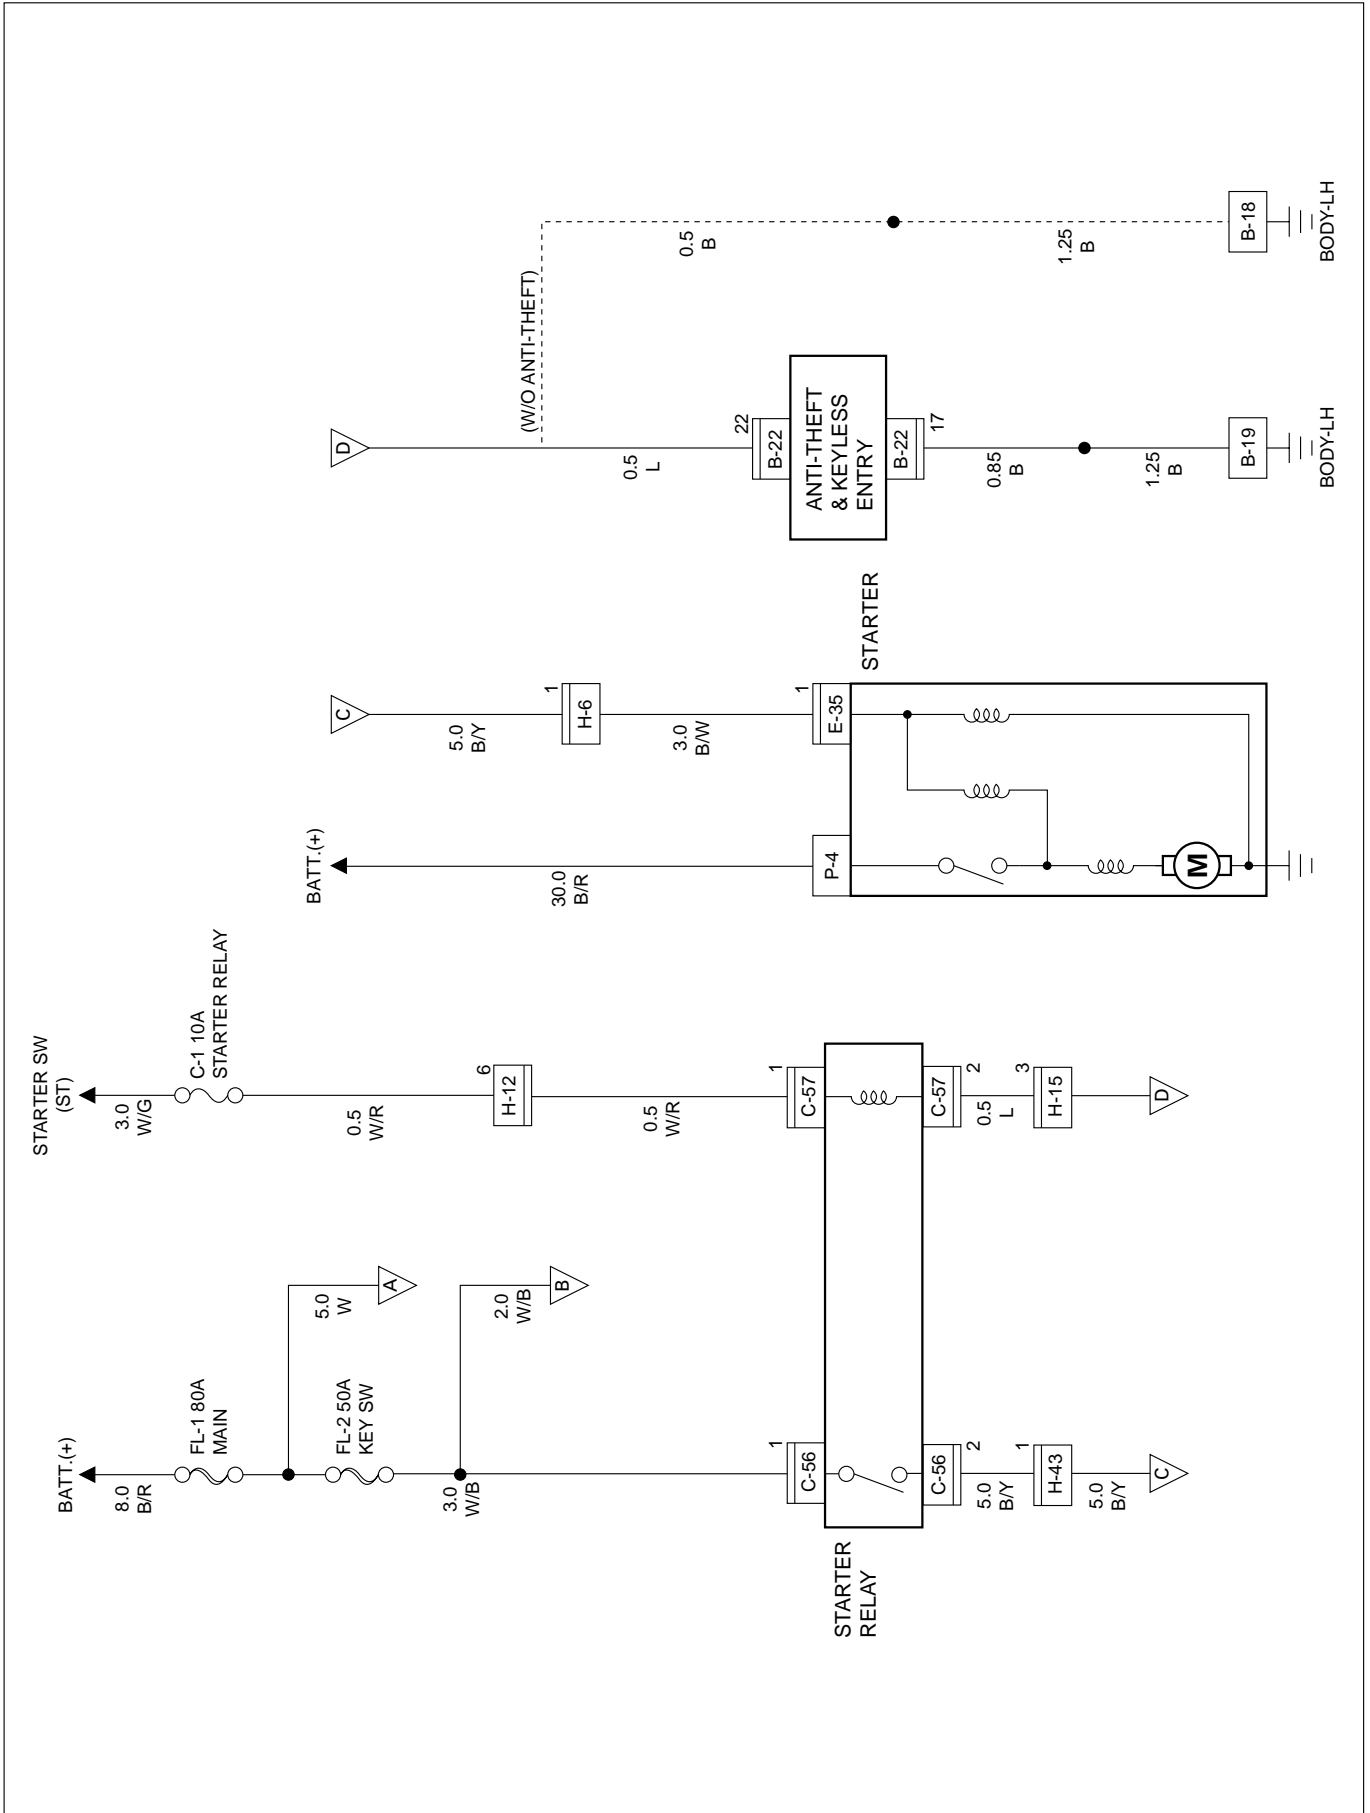 BATT.(+)
8.0
B/R
FL-1 80A
MAIN
5.0
W
A
FL-2 50A
KEY SW
3.0
W/B
2.0
W/B
B
1
C-56
STARTER
RELAY
C-56
2
5.0
B/Y
1
H-43
5.0
B/Y
C
STARTER SW
(ST)
3.0
W/G
C-1 10A
STARTER RELAY
0.5
W/R
6
H-12
0.5
W/R
1
C-57
C-57
2
0.5
L
3
H-15
D
BATT.(+)
30.0
B/R
P-4
C
5.0
B/Y
1
H-6
3.0
B/W
1
E-35
STARTER
M
D
(W/O ANTI-THEFT)
0.5
L
22
B-22
ANTI-THEFT
& KEYLESS
ENTRY
B-22
17
0.85
B
1.25
B
B-19
BODY-LH
0.5
B
1.25
B
B-18
BODY-LH